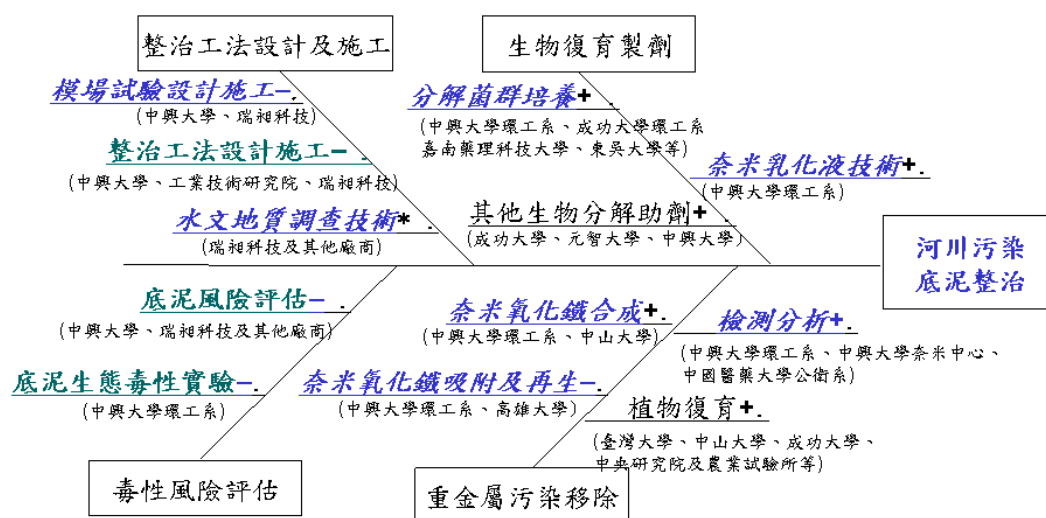 整治工法設計及施工
生物復育製劑
模場試驗設計施工–.
(中興大學、瑞昶科技)
整治工法設計施工– .
(中興大學、工業技術研究院、瑞昶科技)
水文地質調查技術* .
(瑞昶科技及其他廠商)
分解菌群培養+ .
(中興大學環工系、成功大學環工系
嘉南藥理科技大學、東吳大學等)
奈米乳化液技術+.
(中興大學環工系)
其他生物分解助劑+ .
(成功大學、元智大學、中興大學)
河川污染
底泥整治
底泥風險評估– .
(中興大學、瑞昶科技及其他廠商)
底泥生態毒性實驗–.
(中興大學環工系)
奈米氧化鐵合成+.
(中興大學環工系、中山大學)
奈米氧化鐵吸附及再生–.
(中興大學環工系、高雄大學)
檢測分析+.
(中興大學環工系、中興大學奈米中心、
中國醫藥大學公衛系)
植物復育+.
(臺灣大學、中山大學、成功大學、
中央研究院及農業試驗所等)
毒性風險評估
重金屬污染移除